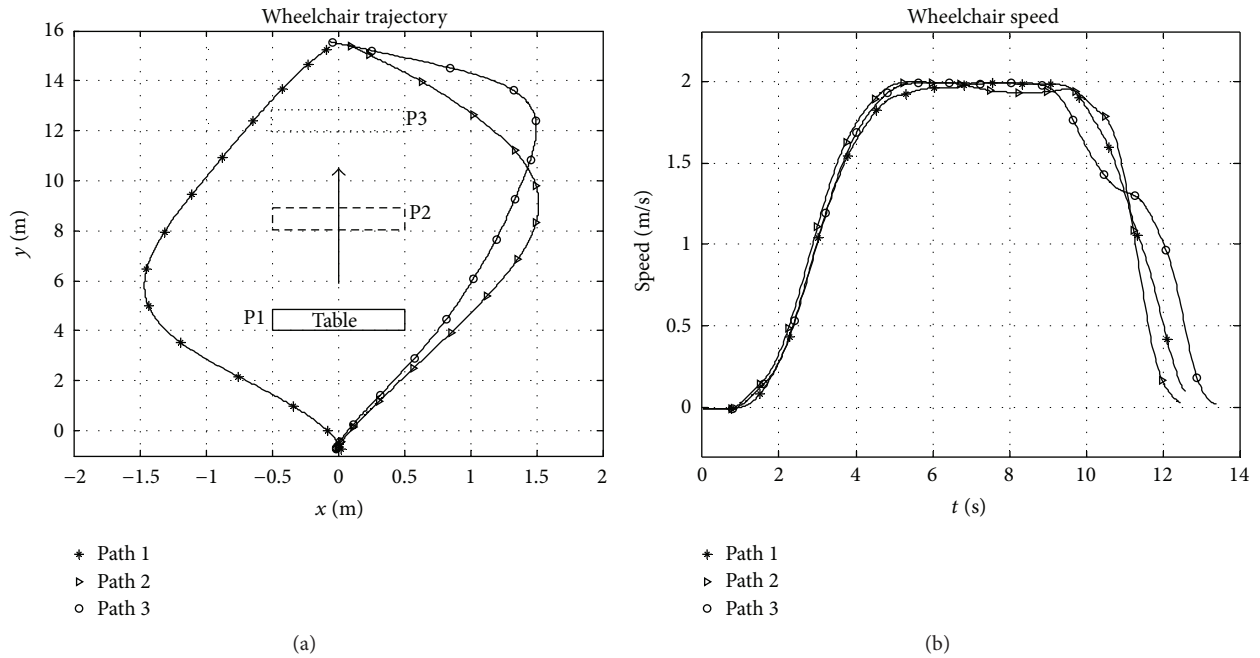 Wheelchair trajectory
16
14
12
10
8
6
4
2
0
y (m)
P3
P2
P1
Table
−2
−1.5
−1
−0.5
0
0.5
1
1.5
2
x (m)
Path 1
Path 2
Path 3
(a)
Wheelchair speed
2
1.5
1
0.5
0
Speed (m/s)
0
2
4
6
8
10
12
14
t (s)
Path 1
Path 2
Path 3
(b)